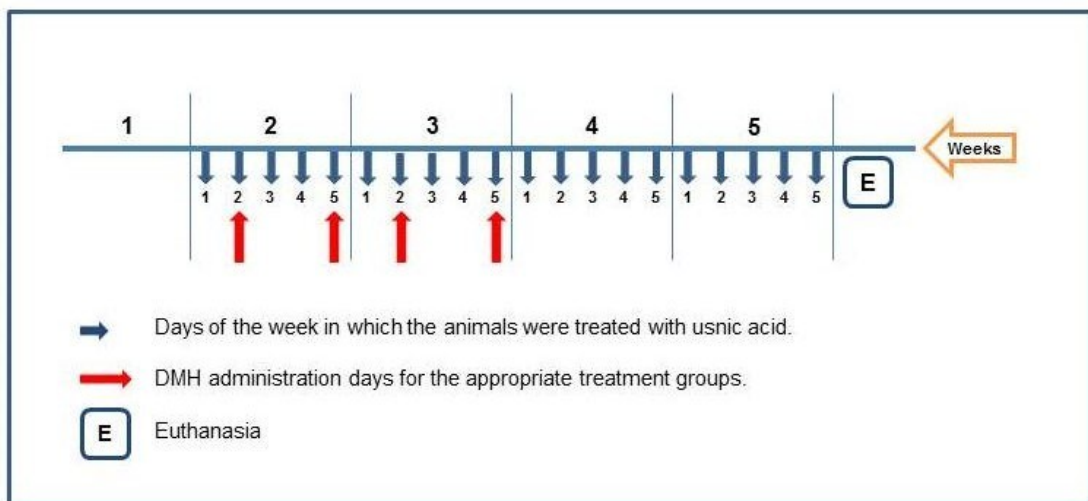 1 2 3 4 5
Weeks
1 2 3 4 5 1 2 3 4 5 1 2 3 4 5 1 2 3 4 5
E
Days of the week in which the animals were treated with usnic acid.
DMH administration days for the appropriate treatment groups.
E Euthanasia